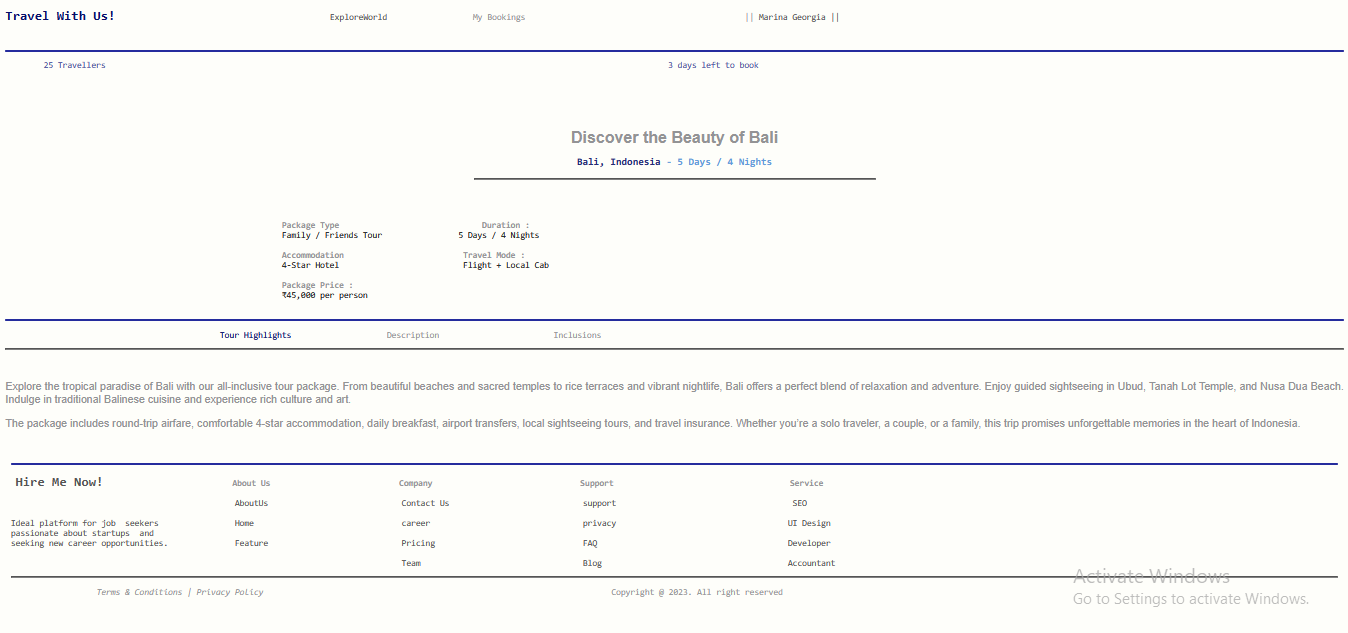 Travel With Us! ExploreWorld My Bookings || Marina Georgia ||
25 Travellers 3 days left to book
Discover the Beauty of Bali
Bali, Indonesia - 5 Days / 4 Nights
Package Type Duration :
Family / Friends Tour 5 Days / 4 Nights
Accommodation Travel Mode :
4-Star Hotel Flight + Local Cab
Package Price :
₹45,000 per person
Tour Highlights Description Inclusions
Explore the tropical paradise of Bali with our all-inclusive tour package. From beautiful beaches and sacred temples to rice terraces and vibrant nightlife, Bali offers a perfect blend of relaxation and adventure. Enjoy guided sightseeing in Ubud, Tanah Lot Temple, and Nusa Dua Beach.
Indulge in traditional Balinese cuisine and experience rich culture and art.
The package includes round-trip airfare, comfortable 4-star accommodation, daily breakfast, airport transfers, local sightseeing tours, and travel insurance. Whether you're a solo traveler, a couple, or a family, this trip promises unforgettable memories in the heart of Indonesia.
Hire Me Now! About Us Company Support Service
AboutUs Contact Us support SEO
Ideal platform for job seekers Home career privacy UI Design
passionate about startups and
seeking new career opportunities. Feature Pricing FAQ Developer
Team Blog Accountant
Activate Windows
Terms & Conditions | Privacy Policy Copyright @ 2023. All right reserved
Go to Settings to activate Windows.